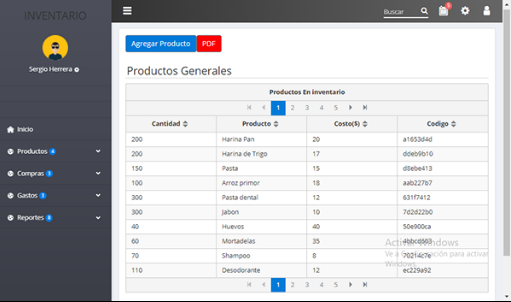 INVENTARIO
Buscar
Sergio Herrera
Agregar Producto PDF
Productos Generales
Inicio
Productos 4
Compras 3
Gastos 3
Reportes
Productos En inventario
1 2 3 4 5
Cantidad Producto Costo($) Codigo
200 Harina Pan 20 a1653d4d
200 Harina de Trigo 17 ddeb9b10
150 Pasta 15 d8ebe413
100 Arroz primor 18 aab227b7
300 Pasta dental 12 631f7412
300 Jabon 10 7d2d22b0
40 Huevos 40 50e900ca
60 Mortadelas 35 4bbcd603
70 Shampoo 8 70214c7e
110 Desodorante 12 ec229a92
1 2 3 4 5
Activar Windows
Ve a Configuración para activar
Windows.